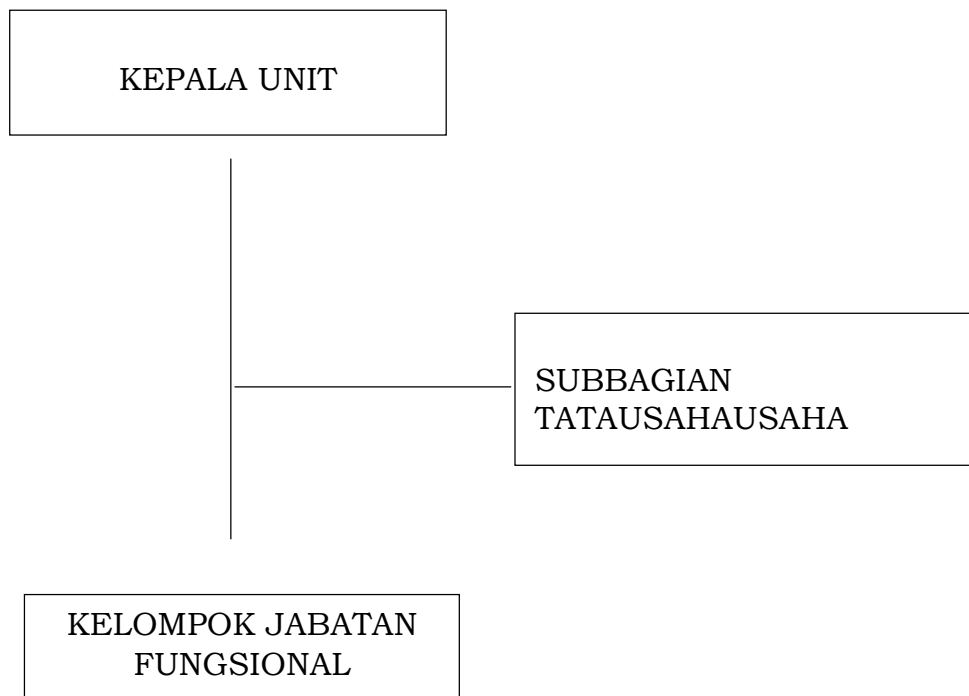 KEPALA UNIT
SUBBAGIAN
TATAUSAHAUSAHA
KELOMPOK JABATAN
FUNGSIONAL